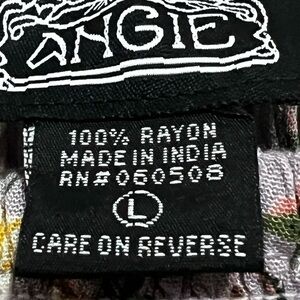 ANGIE
100% RAYON
MADE IN INDIA
RN# 060508
L
CARE ON REVERSE